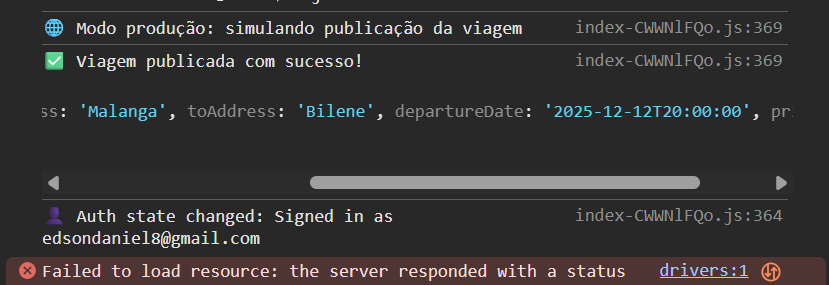 🌐 Modo produção: simulando publicação da viagem index-CWWNlFQo.js:369
✅ Viagem publicada com sucesso! index-CWWNlFQo.js:369
ss: 'Malanga', toAddress: 'Bilene', departureDate: '2025-12-12T20:00:00', pr
👤 Auth state changed: Signed in as index-CWWNlFQo.js:364
edsondaniel8@gmail.com
Failed to load resource: the server responded with a status drivers:1